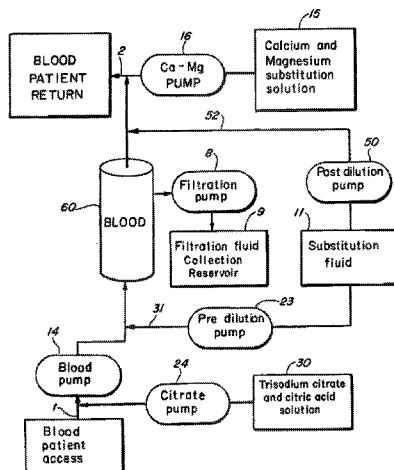 15
16
2
BLOOD
PATIENT
RETURN
Ca-Mg
PUMP
Calcium and
Magnesium
substitution
solution
52
8
50
Filtration
pump
Post dilution
pump
60
BLOOD
9
11
Filtration fluid
Collection
Reservoir
Substitution
fluid
31
23
Pre dilution
pump
14
Blood
pump
24
30
Citrate
pump
Trisodium citrate
and citric acid
solution
1
Blood
patient
access